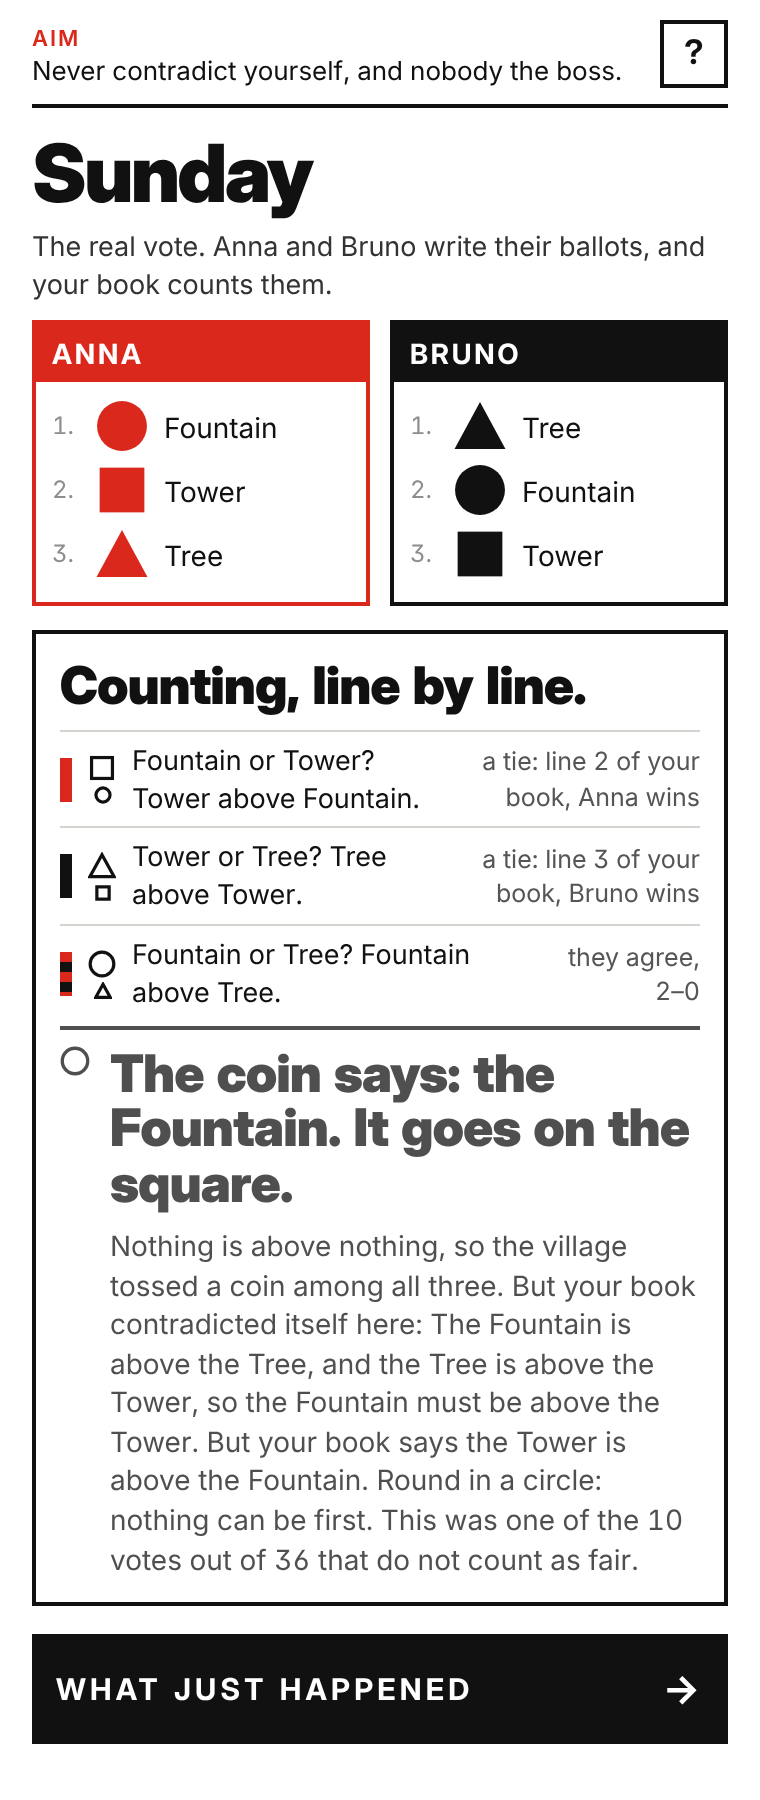 AIM
Never contradict yourself, and nobody the boss.
?
Sunday
The real vote. Anna and Bruno write their ballots, and
your book counts them.
ANNA
1. Fountain
2. Tower
3. Tree
BRUNO
1. Tree
2. Fountain
3. Tower
Counting, line by line.
Fountain or Tower?
Tower above Fountain.
a tie: line 2 of your
book, Anna wins
Tower or Tree? Tree
above Tower.
a tie: line 3 of your
book, Bruno wins
Fountain or Tree? Fountain
above Tree.
they agree,
2–0
The coin says: the
Fountain. It goes on the
square.
Nothing is above nothing, so the village
tossed a coin among all three. But your book
contradicted itself here: The Fountain is
above the Tree, and the Tree is above the
Tower, so the Fountain must be above the
Tower. But your book says the Tower is
above the Fountain. Round in a circle:
nothing can be first. This was one of the 10
votes out of 36 that do not count as fair.
WHAT JUST HAPPENED →